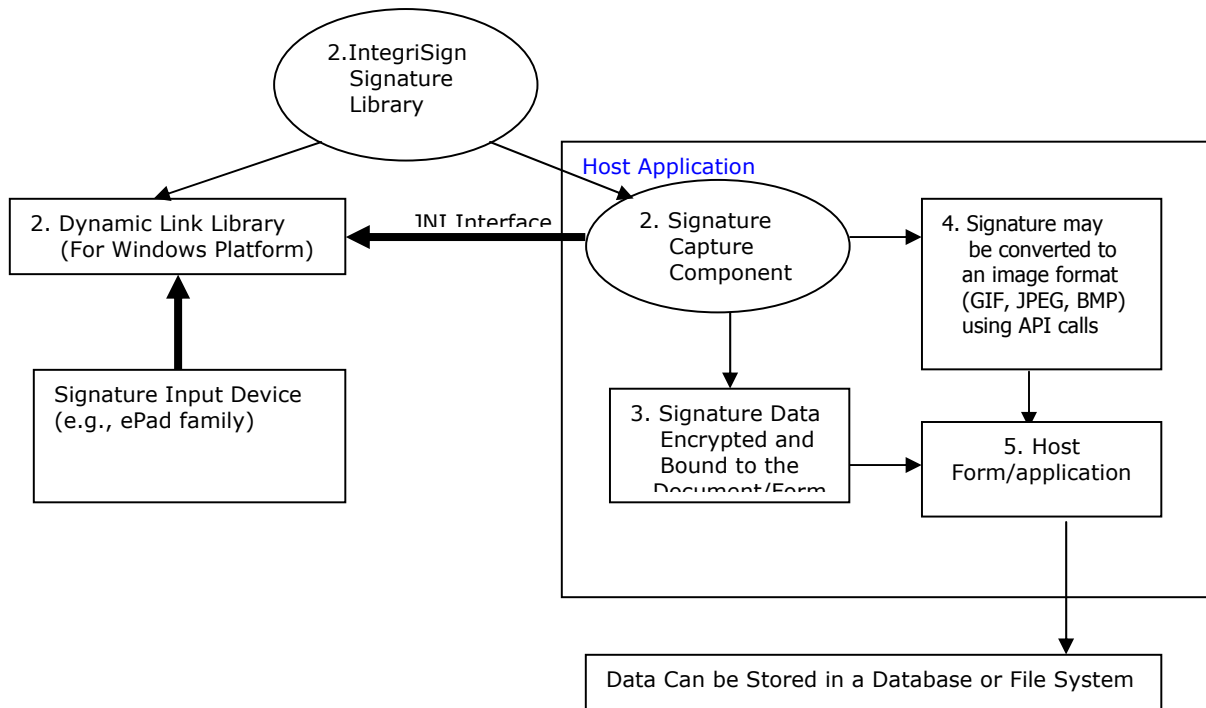 2.IntegriSign
Signature
Library
Host Application
2. Dynamic Link Library
(For Windows Platform)
JNI Interface
2. Signature
Capture
Component
4. Signature may
be converted to
an image format
(GIF, JPEG, BMP)
using API calls
Signature Input Device
(e.g., ePad family)
3. Signature Data
Encrypted and
Bound to the
Document/Form
5. Host
Form/application
Data Can be Stored in a Database or File System